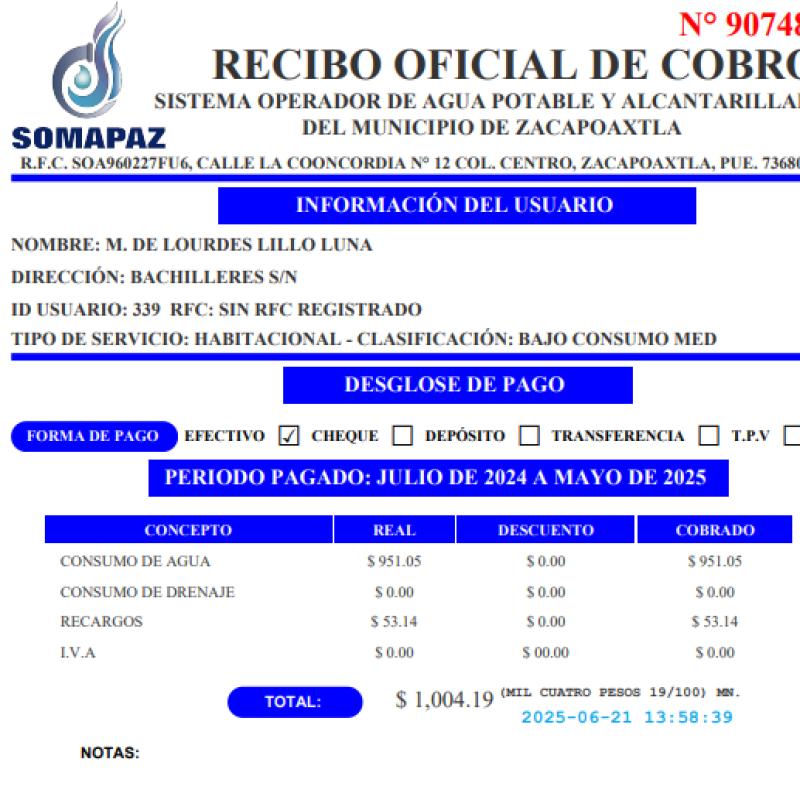 N° 90748
RECIBO OFICIAL DE COBRO
SISTEMA OPERADOR DE AGUA POTABLE Y ALCANTARILLA
DEL MUNICIPIO DE ZACAPOAXTLA
SOMAPAZ
R.F.C. SOA960227FU6, CALLE LA COONCORDIA N° 12 COL. CENTRO, ZACAPOAXTLA, PUE. 73680
INFORMACIÓN DEL USUARIO
NOMBRE: M. DE LOURDES LILLO LUNA
DIRECCIÓN: BACHILLERES S/N
ID USUARIO: 339 RFC: SIN RFC REGISTRADO
TIPO DE SERVICIO: HABITACIONAL - CLASIFICACIÓN: BAJO CONSUMO MED
DESGLOSE DE PAGO
FORMA DE PAGO EFECTIVO ☑ CHEQUE ☐ DEPÓSITO ☐ TRANSFERENCIA ☐ T.P.V ☐
PERIODO PAGADO: JULIO DE 2024 A MAYO DE 2025
CONCEPTO REAL DESCUENTO COBRADO
CONSUMO DE AGUA $ 951.05 $ 0.00 $ 951.05
CONSUMO DE DRENAJE $ 0.00 $ 0.00 $ 0.00
RECARGOS $ 53.14 $ 0.00 $ 53.14
I.V.A $ 0.00 $ 00.00 $ 0.00
TOTAL: $ 1,004.19 (MIL CUATRO PESOS 19/100) MN.
2025-06-21 13:58:39
NOTAS: